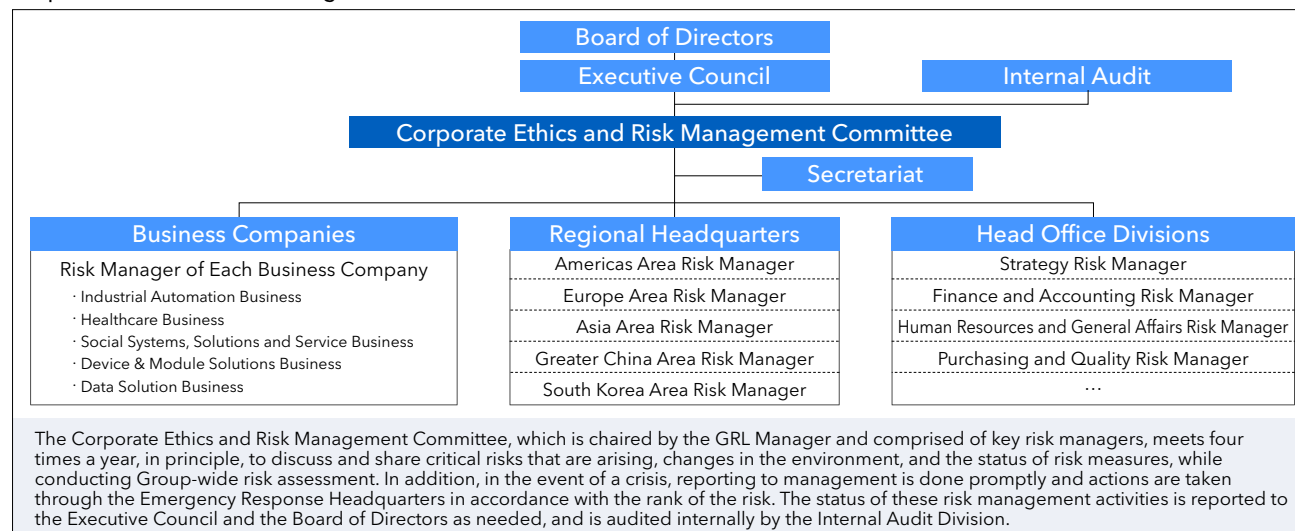 Board of Directors
Executive Council
Internal Audit
Corporate Ethics and Risk Management Committee
Secretariat
Business Companies
Risk Manager of Each Business Company
· Industrial Automation Business
· Healthcare Business
· Social Systems, Solutions and Service Business
· Device & Module Solutions Business
· Data Solution Business
Regional Headquarters
Americas Area Risk Manager
Europe Area Risk Manager
Asia Area Risk Manager
Greater China Area Risk Manager
South Korea Area Risk Manager
Head Office Divisions
Strategy Risk Manager
Finance and Accounting Risk Manager
Human Resources and General Affairs Risk Manager
Purchasing and Quality Risk Manager
…
The Corporate Ethics and Risk Management Committee, which is chaired by the GRL Manager and comprised of key risk managers, meets four
times a year, in principle, to discuss and share critical risks that are arising, changes in the environment, and the status of risk measures, while
conducting Group-wide risk assessment. In addition, in the event of a crisis, reporting to management is done promptly and actions are taken
through the Emergency Response Headquarters in accordance with the rank of the risk. The status of these risk management activities is reported to
the Executive Council and the Board of Directors as needed, and is audited internally by the Internal Audit Division.